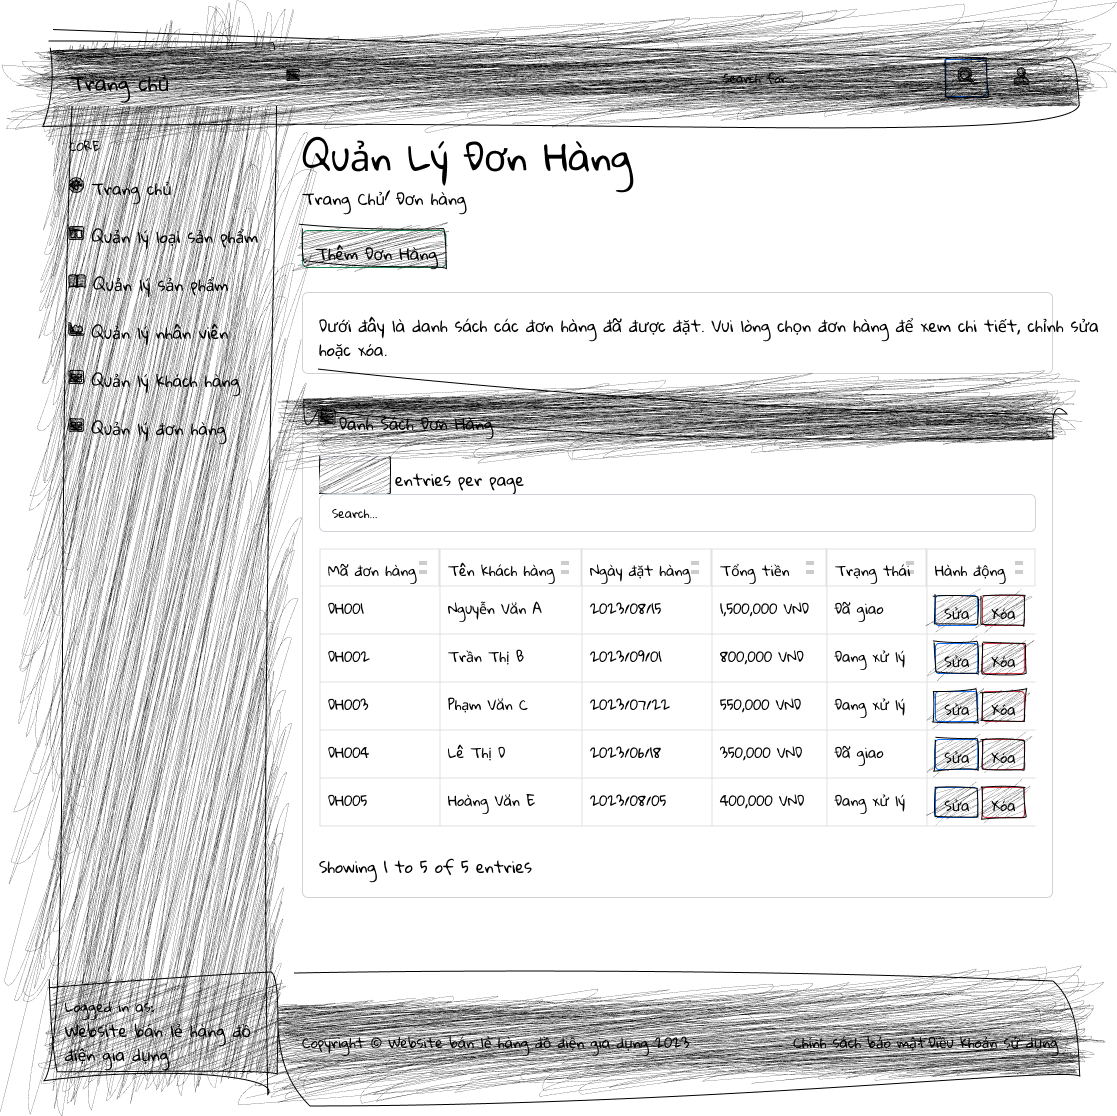 Trang chủ
Search for...
CORE
Trang chủ
Quản lý loại sản phẩm
Quản lý sản phẩm
Quản lý nhân viên
Quản lý khách hàng
Quản lý đơn hàng
Logged in as:
Website bán lẻ hàng đồ
điện gia dụng
Quản Lý Đơn Hàng
Trang Chủ/ Đơn hàng
Thêm Đơn Hàng
Dưới đây là danh sách các đơn hàng đã được đặt. Vui lòng chọn đơn hàng để xem chi tiết, chỉnh sửa
hoặc xóa.
Danh Sách Đơn Hàng
entries per page
Search...
Mã đơn hàng Tên khách hàng Ngày đặt hàng Tổng tiền Trạng thái Hành động
DH001 Nguyễn Văn A 2023/08/15 1,500,000 VND Đã giao Sửa Xóa
DH002 Trần Thị B 2023/09/01 800,000 VND Đang xử lý Sửa Xóa
DH003 Phạm Văn C 2023/07/22 550,000 VND Đang xử lý Sửa Xóa
DH004 Lê Thị D 2023/06/18 350,000 VND Đã giao Sửa Xóa
DH005 Hoàng Văn E 2023/08/05 400,000 VND Đang xử lý Sửa Xóa
Showing 1 to 5 of 5 entries
Copyright © Website bán lẻ hàng đồ điện gia dụng 2023
Chính sách bảo mật Điều khoản sử dụng